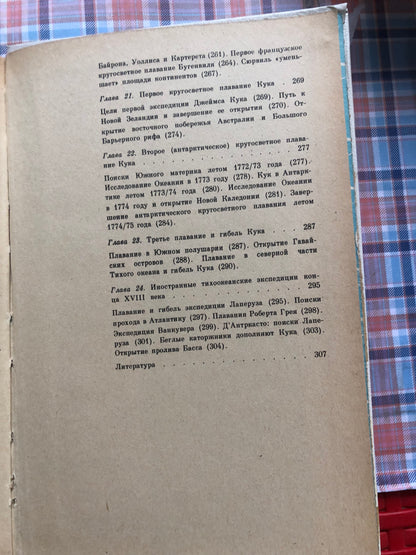 Байрона, Уоллиса и Картерета (261). Первое французское
кругосветное плавание Бугенвиля (264). Сюрвиль «умень-
шает» площади континентов (267).
Глава 21. Первое кругосветное плавание Кука . 269
Цели первой экспедиции Джеймса Кука (269). Путь к
Новой Зеландии и завершение ее открытия (270). От-
крытие восточного побережья Австралии и Большого
Барьерного рифа (274).
Глава 22. Второе (антарктическое) кругосветное плава-
ние Кука . . . . . . . . . . . . 277
Поиски Южного материка летом 1772/73 года (277).
Исследование Океании в 1773 году (278). Кук в Антарк-
тике летом 1773/74 года (280). Исследование Океании
в 1774 году и открытие Новой Каледонии (281). Завер-
шение антарктического кругосветного плавания летом
1774/75 года (284).
Глава 23. Третье плавание и гибель Кука . . . 287
Плавание в Южном полушарии (287). Открытие Гавай-
ских островов (288). Плавание в северной части
Тихого океана и гибель Кука (290).
Глава 24. Иностранные тихоокеанские экспедиции кон-
ца XVIII века . . . . . . . . . . . 295
Плавание и гибель экспедиции Лаперуза (295). Поиски
прохода в Атлантику (297). Плавания Роберта Грея (298).
Экспедиция Ванкувера (299). Д'Антркасто: поиски Лапе-
руза (301). Беглые каторжники дополняют Кука (303).
Открытие пролива Басса (304).
Литература . . . . . . . . . . . . . 307